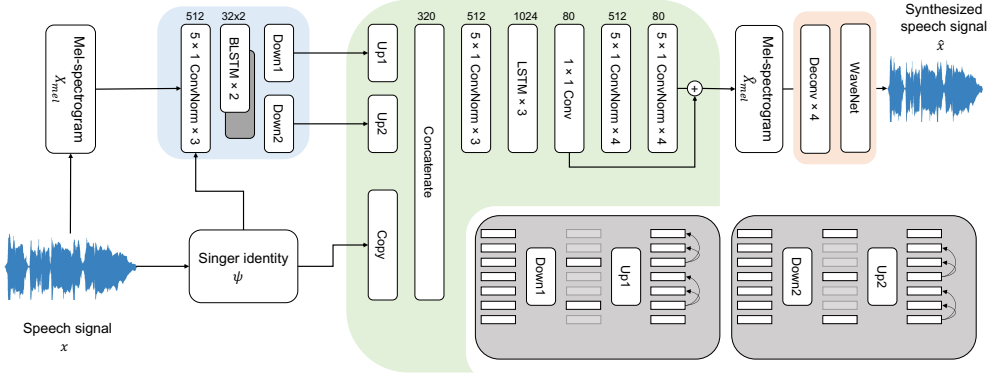 512
32x2
320
512
1024
80
512
80
Synthesized
speech signal
x̂
Mel-spectrogram
X_mel
5 × 1 ConvNorm × 3
BLSTM × 2
Down1
Down2
Up1
Up2
Copy
Concatenate
5 × 1 ConvNorm × 3
LSTM × 3
1 × 1 Conv
5 × 1 ConvNorm × 4
5 × 1 ConvNorm × 4
+
Mel-spectrogram
X̂_mel
Deconv × 4
WaveNet
Singer identity
ψ
Speech signal
x
Down1
Up1
Down2
Up2